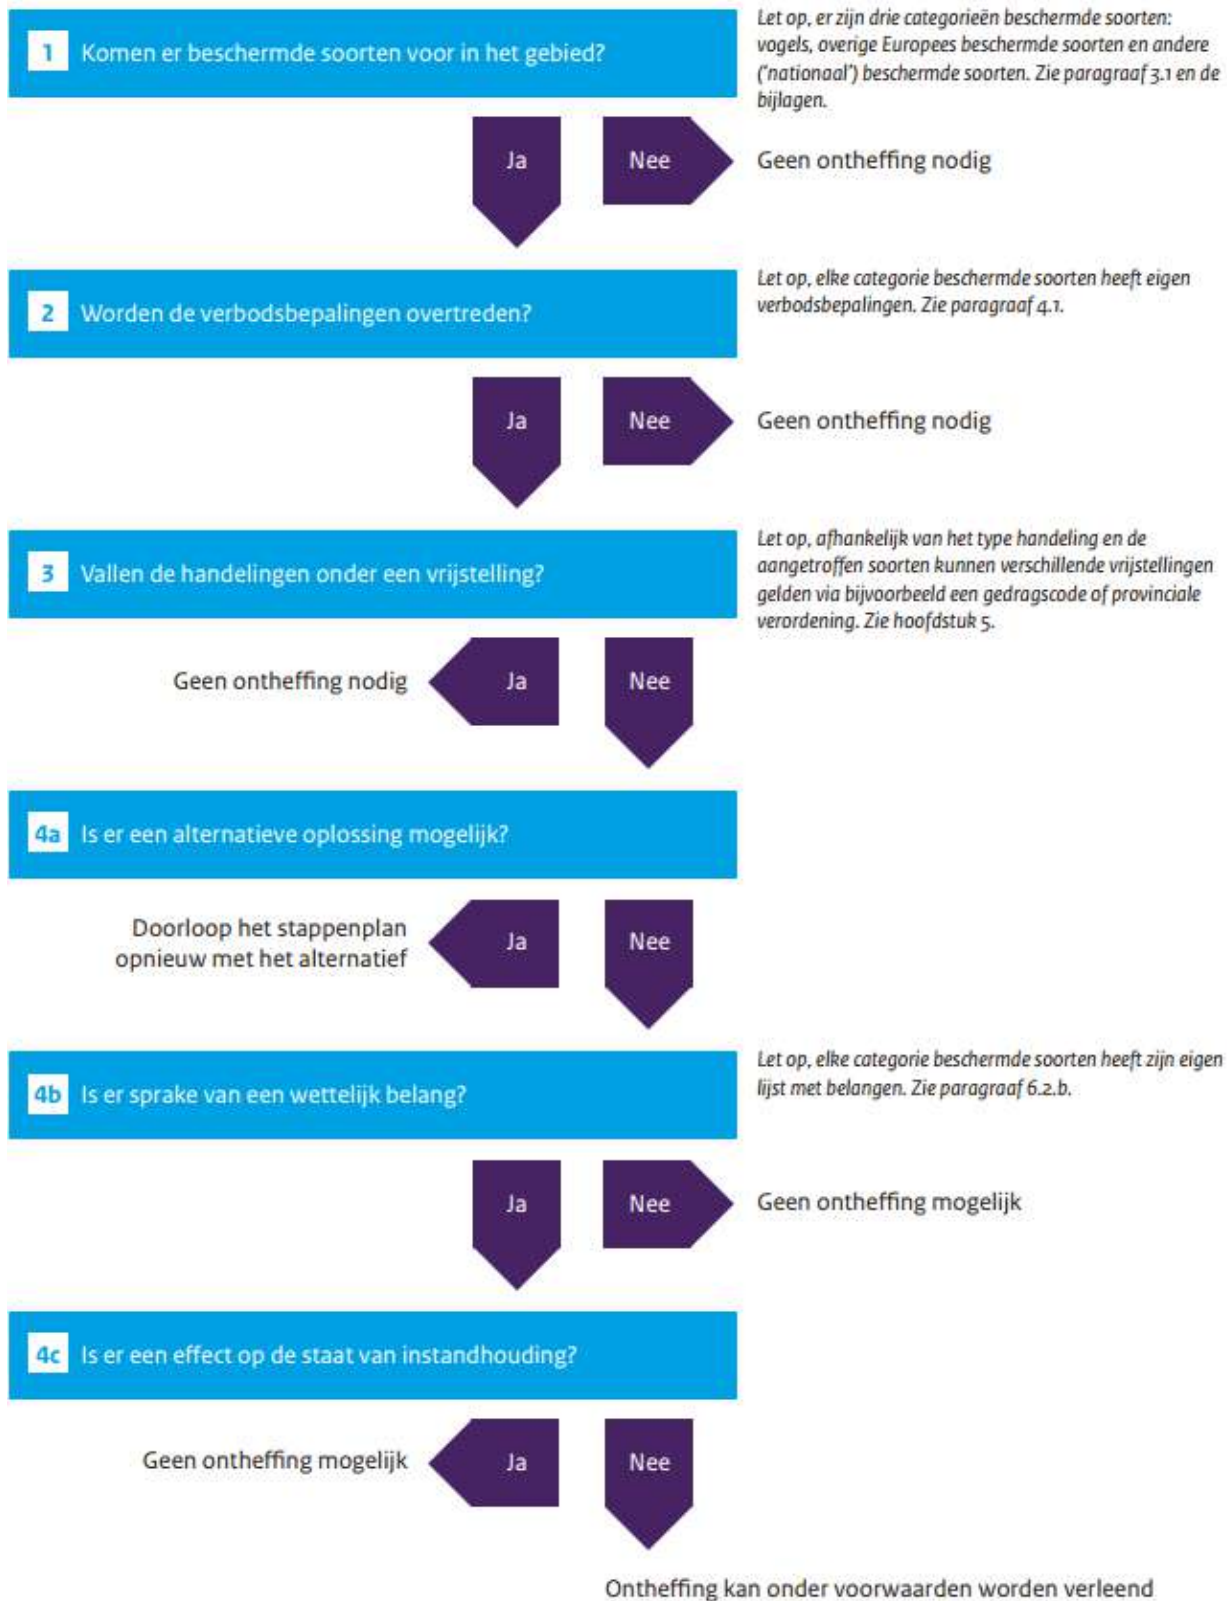 1 Komen er beschermde soorten voor in het gebied?
Let op, er zijn drie categorieën beschermde soorten:
vogels, overige Europees beschermde soorten en andere
('nationaal') beschermde soorten. Zie paragraaf 3.1 en de
bijlagen.
Ja
Nee
Geen ontheffing nodig
2 Worden de verbodsbepalingen overtreden?
Let op, elke categorie beschermde soorten heeft eigen
verbodsbepalingen. Zie paragraaf 4.1.
Ja
Nee
Geen ontheffing nodig
3 Vallen de handelingen onder een vrijstelling?
Let op, afhankelijk van het type handeling en de
aangetroffen soorten kunnen verschillende vrijstellingen
gelden via bijvoorbeeld een gedragscode of provinciale
verordening. Zie hoofdstuk 5.
Geen ontheffing nodig
Ja
Nee
4a Is er een alternatieve oplossing mogelijk?
Doorloop het stappenplan
opnieuw met het alternatief
Ja
Nee
4b Is er sprake van een wettelijk belang?
Let op, elke categorie beschermde soorten heeft zijn eigen
lijst met belangen. Zie paragraaf 6.2.b.
Ja
Nee
Geen ontheffing mogelijk
4c Is er een effect op de staat van instandhouding?
Geen ontheffing mogelijk
Ja
Nee
Ontheffing kan onder voorwaarden worden verleend